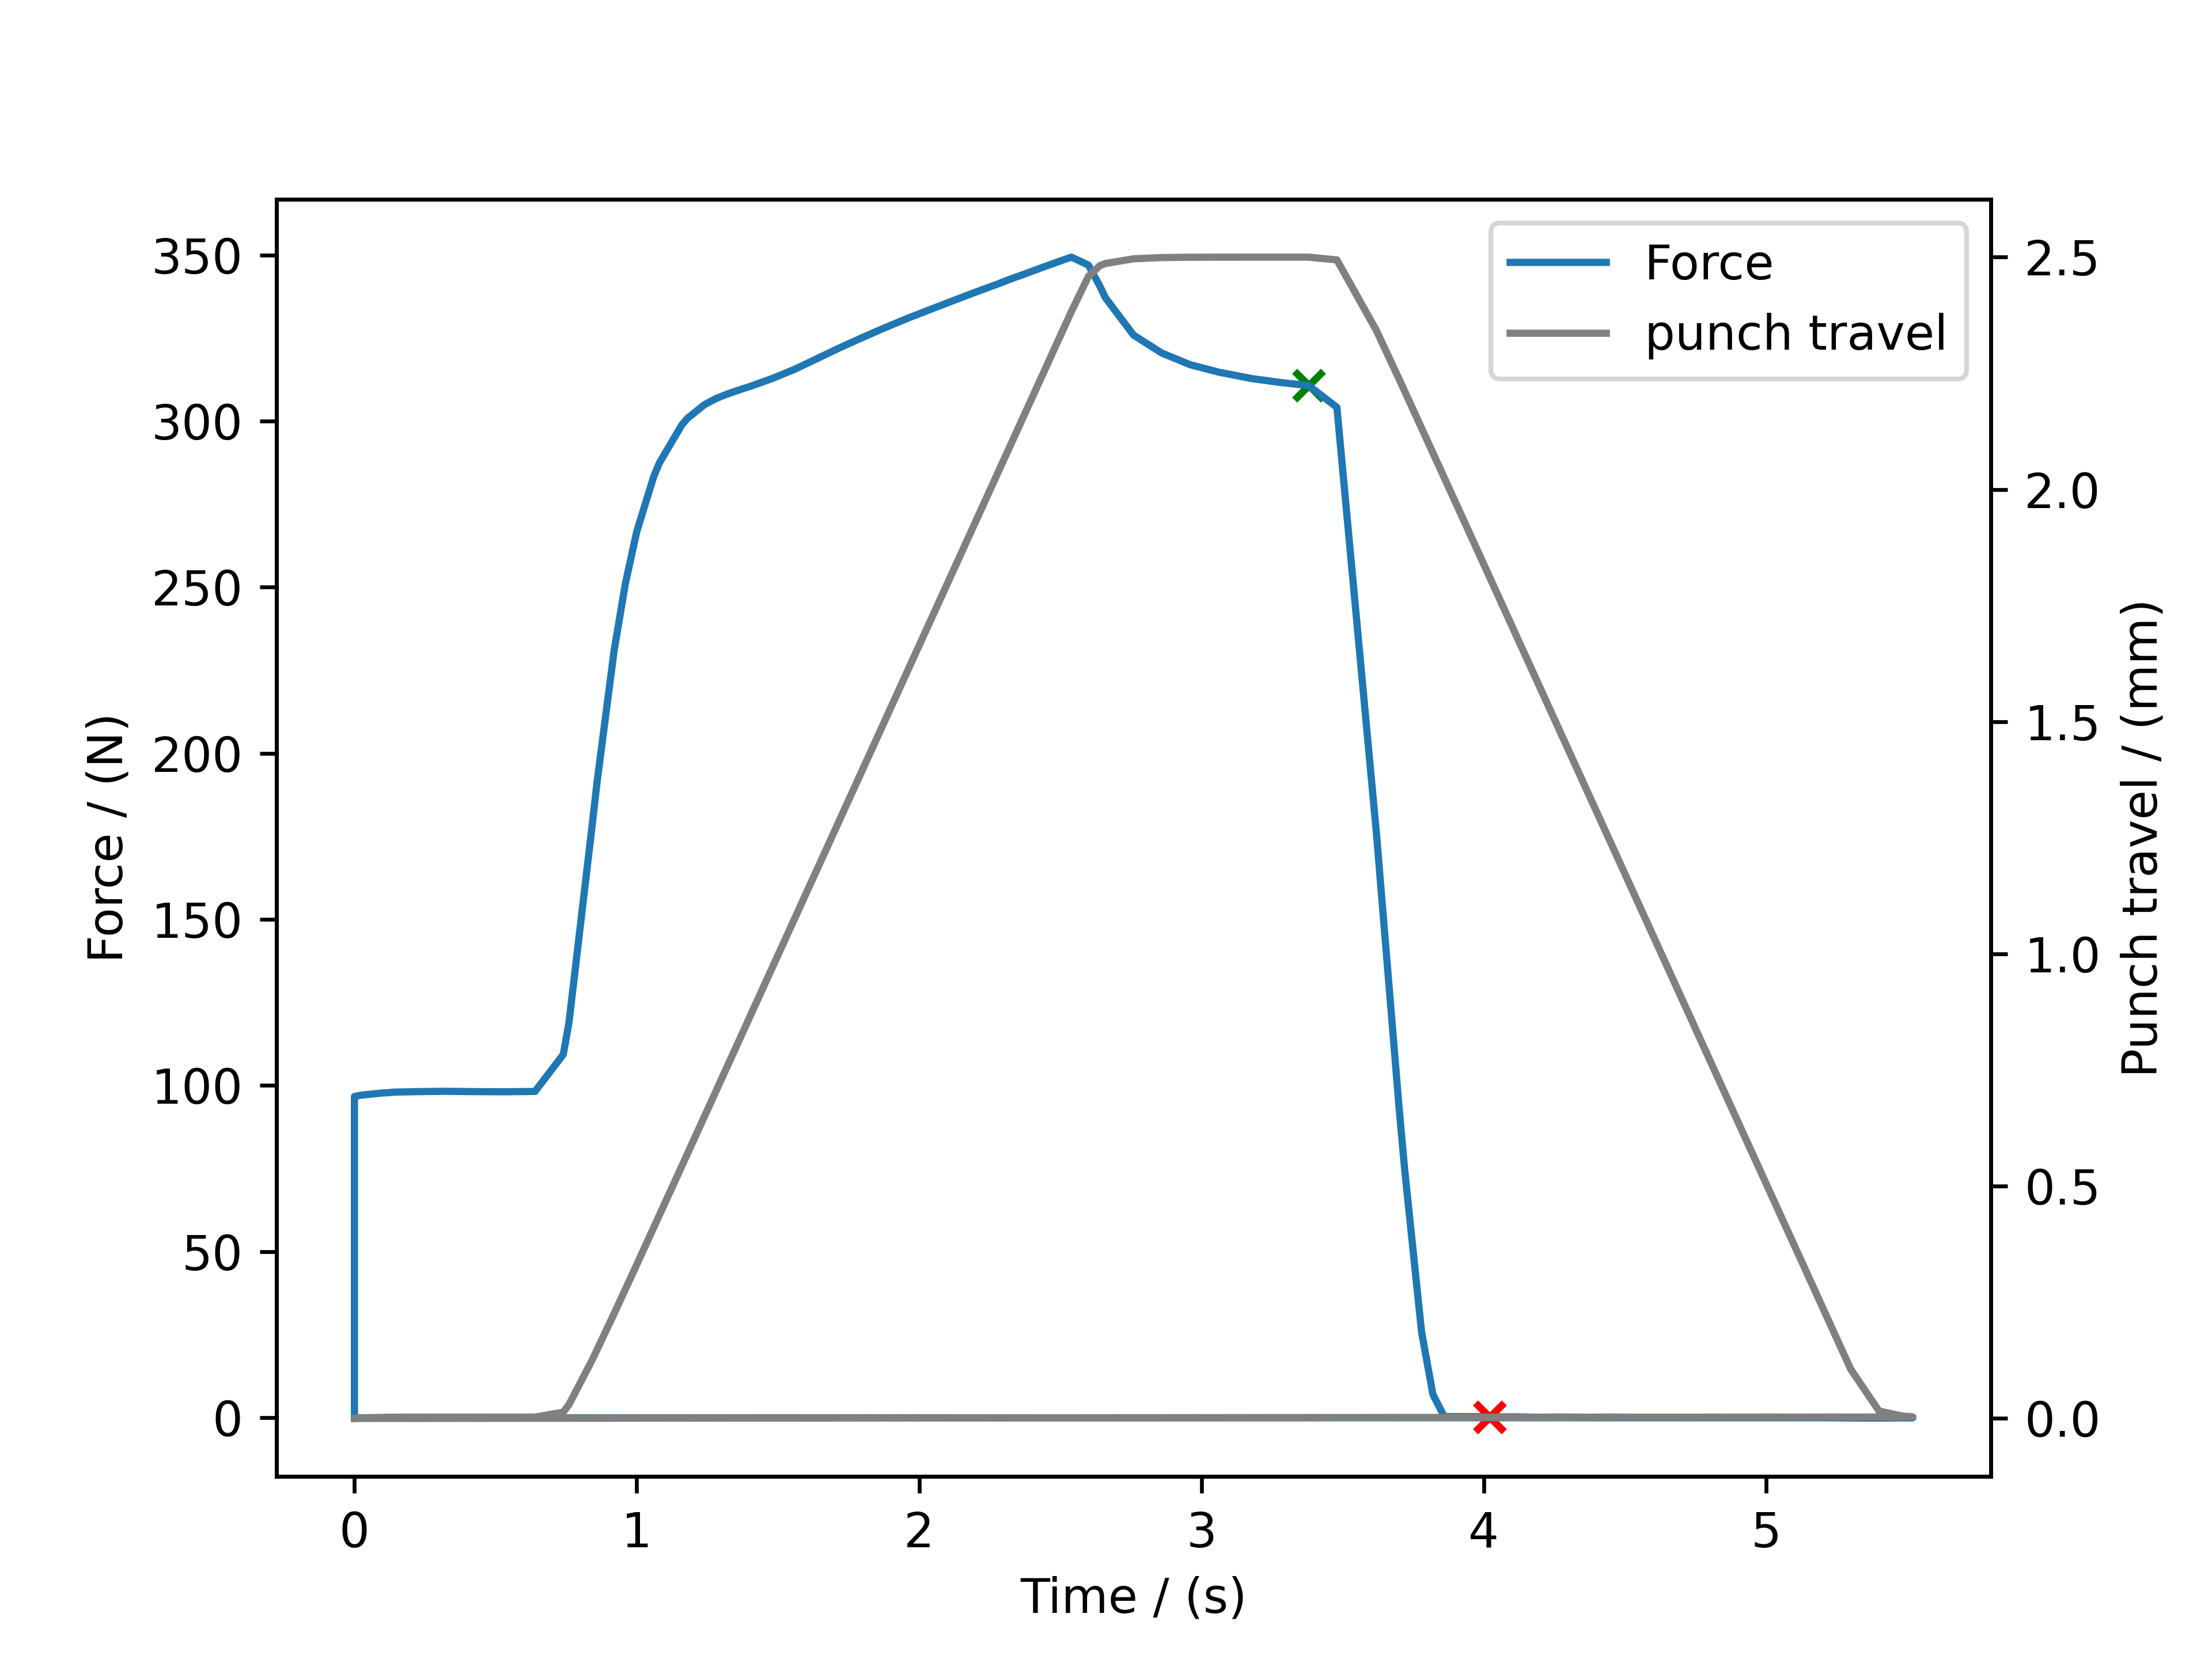 Force
punch travel
350
300
250
200
150
100
50
0
Force / (N)
2.5
2.0
1.5
1.0
0.5
0.0
Punch travel / (mm)
0 1 2 3 4 5
Time / (s)